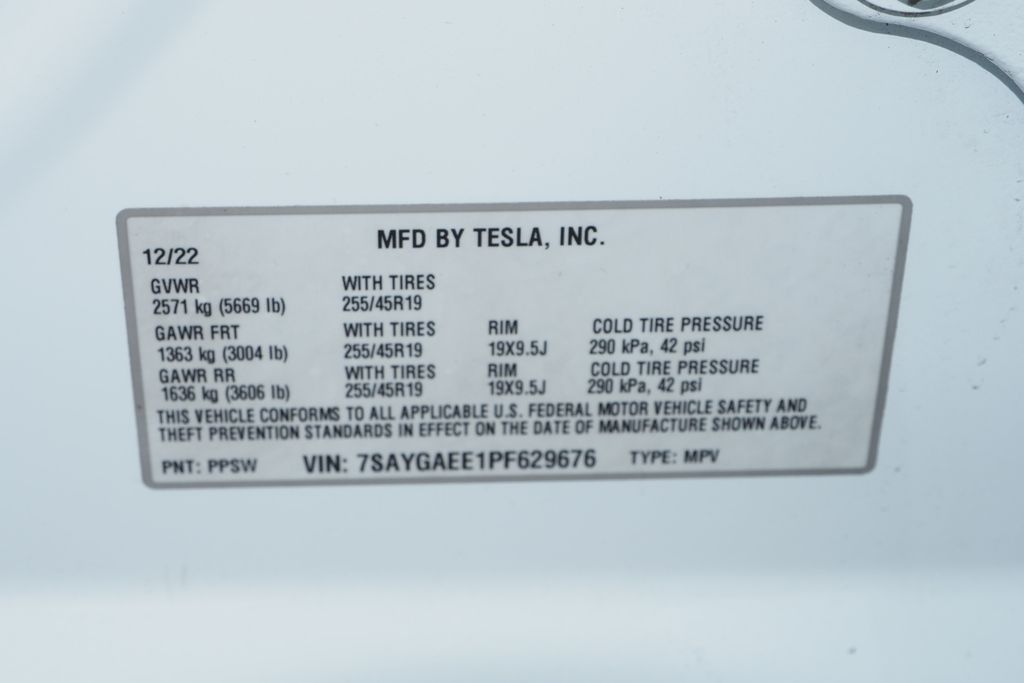 MFD BY TESLA, INC.
12/22
GVWR WITH TIRES
2571 kg (5669 lb) 255/45R19
GAWR FRT WITH TIRES RIM COLD TIRE PRESSURE
1363 kg (3004 lb) 255/45R19 19X9.5J 290 kPa, 42 psi
GAWR RR WITH TIRES RIM COLD TIRE PRESSURE
1636 kg (3606 lb) 255/45R19 19X9.5J 290 kPa, 42 psi
THIS VEHICLE CONFORMS TO ALL APPLICABLE U.S. FEDERAL MOTOR VEHICLE SAFETY AND
THEFT PREVENTION STANDARDS IN EFFECT ON THE DATE OF MANUFACTURE SHOWN ABOVE.
PNT: PPSW VIN: 7SAYGAEE1PF629676 TYPE: MPV